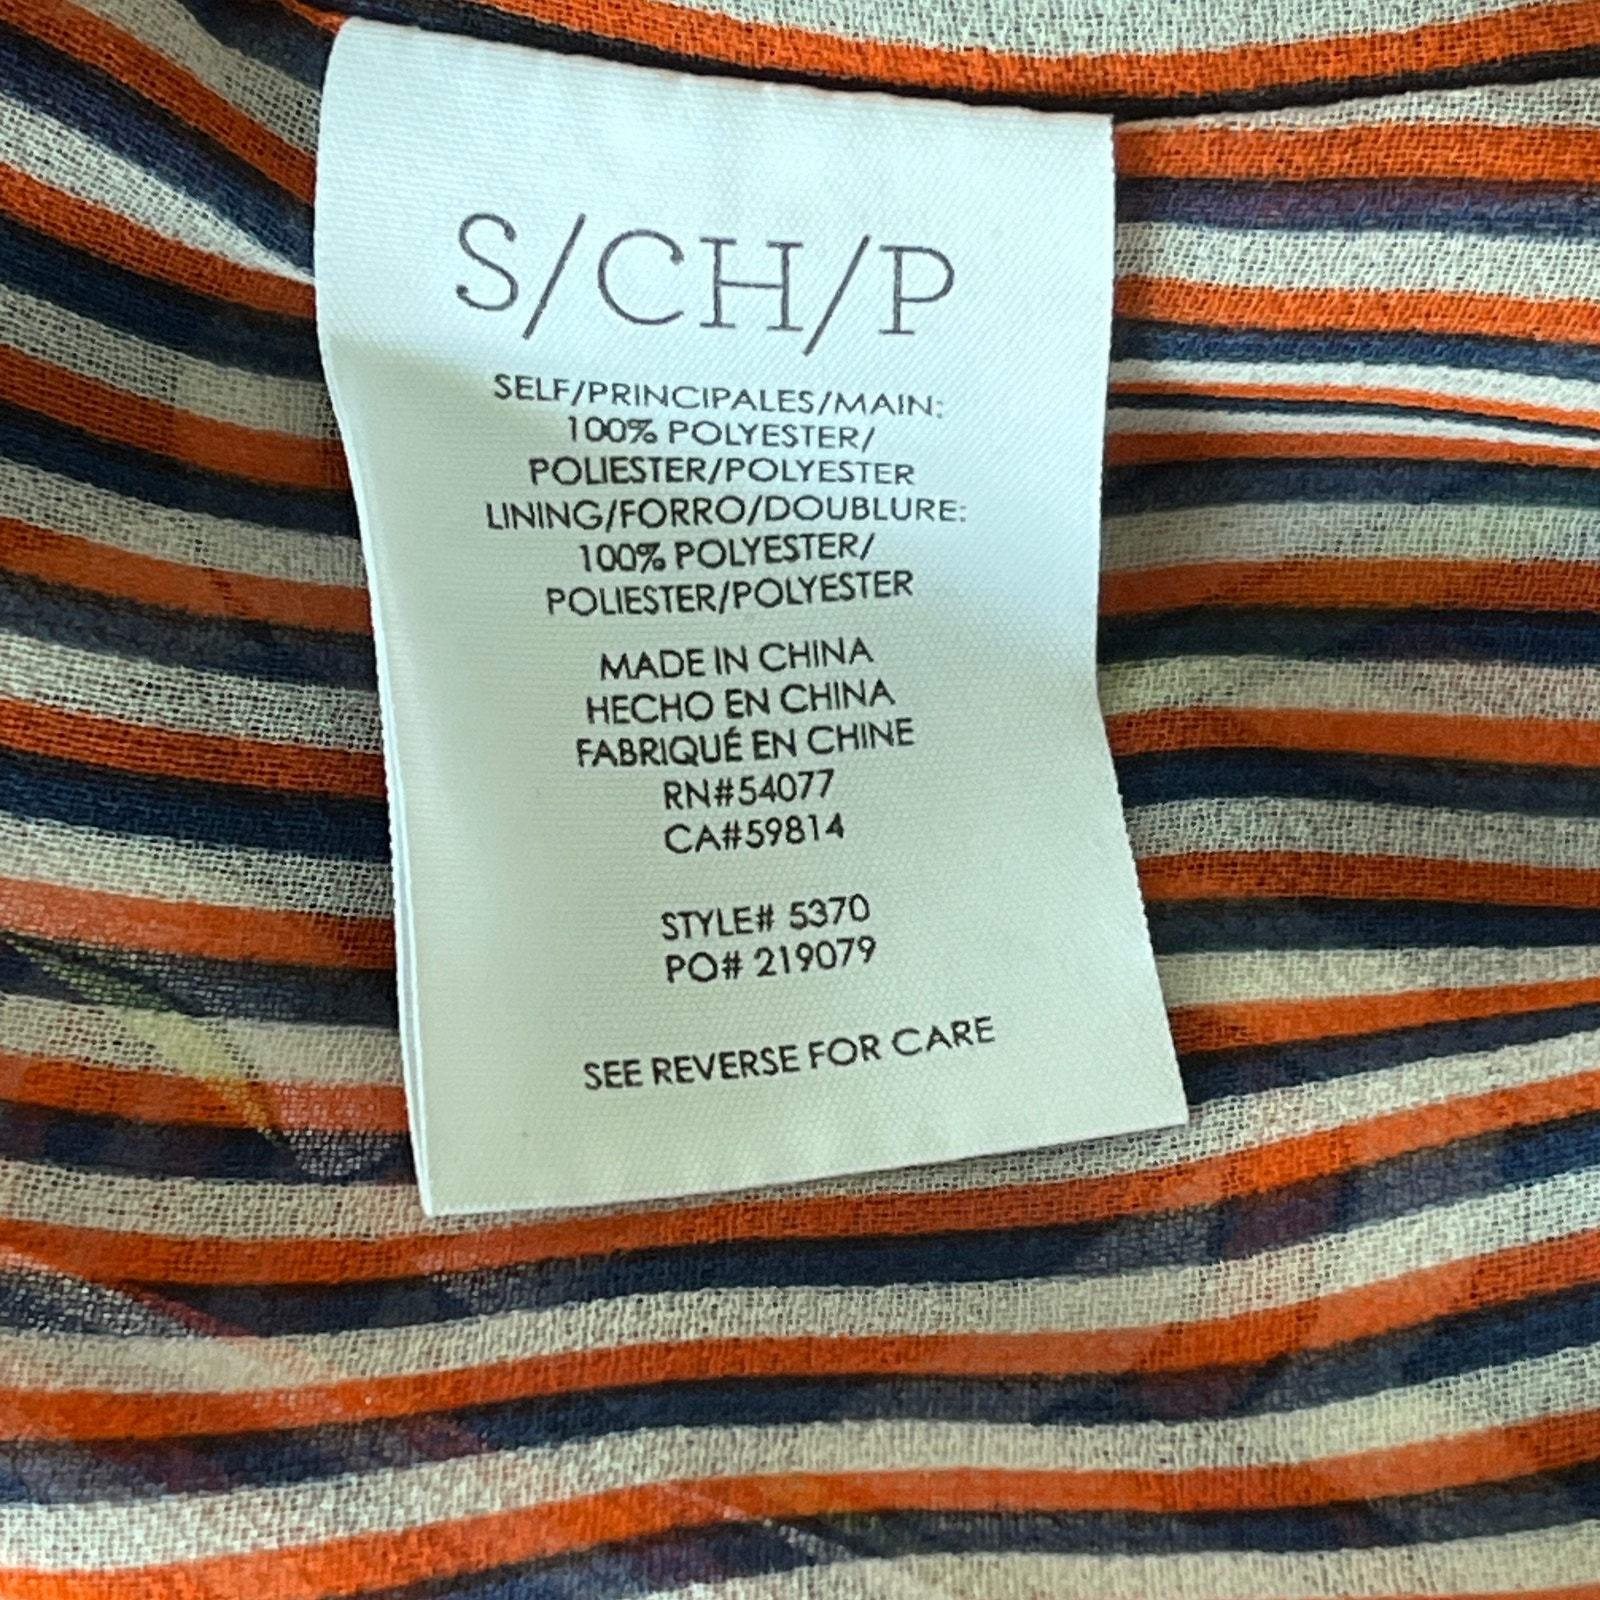 S/CH/P
SELF/PRINCIPALES/MAIN:
100% POLYESTER/
POLIESTER/POLYESTER
LINING/FORRO/DOUBLURE:
100% POLYESTER/
POLIESTER/POLYESTER
MADE IN CHINA
HECHO EN CHINA
FABRIQUÉ EN CHINE
RN#54077
CA#59814
STYLE# 5370
PO# 219079
SEE REVERSE FOR CARE